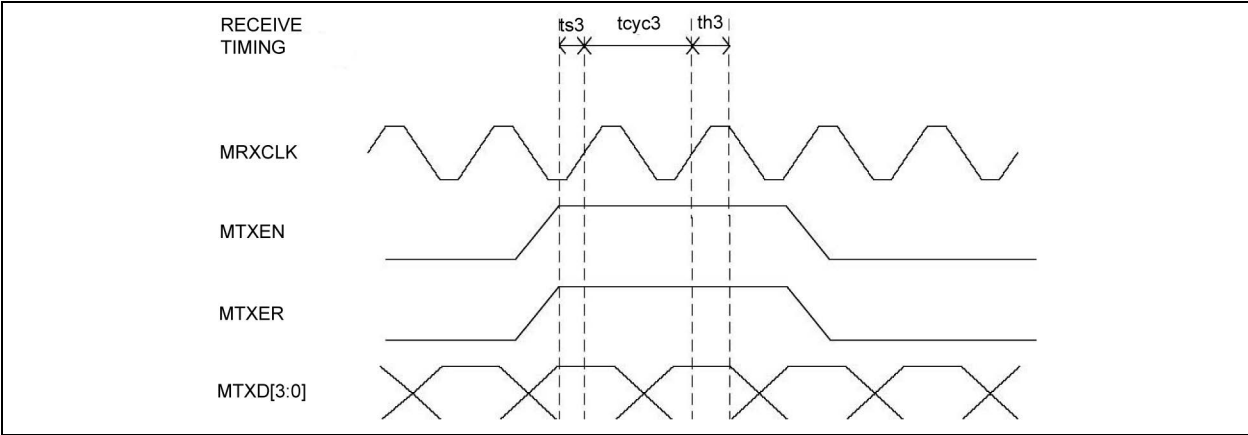 RECEIVE
TIMING
ts3 tcyc3 th3
MRXCLK
MTXEN
MTXER
MTXD[3:0]